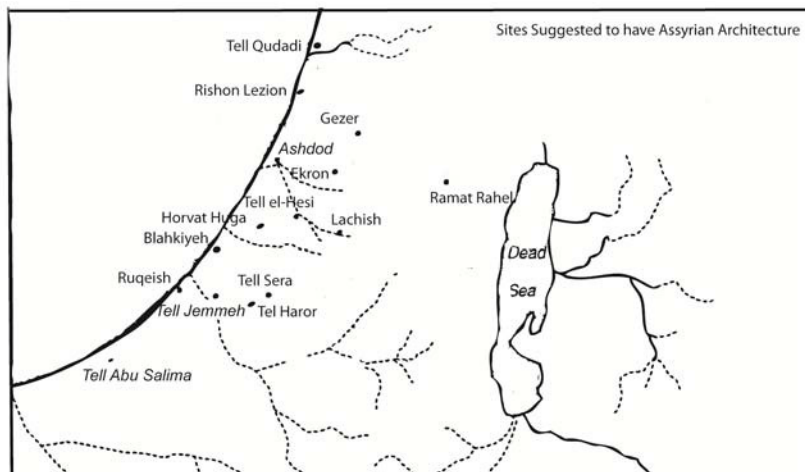 Sites Suggested to have Assyrian Architecture
Tell Qudadi
Rishon Lezion
Gezer
Ashdod
Ekron
Ramat Rahel
Tell el-Hesi
Horvat Huga
Lachish
Blahkiyeh
Dead
Sea
Ruqeish
Tell Sera
Tell Jemmeh
Tel Haror
Tell Abu Salima